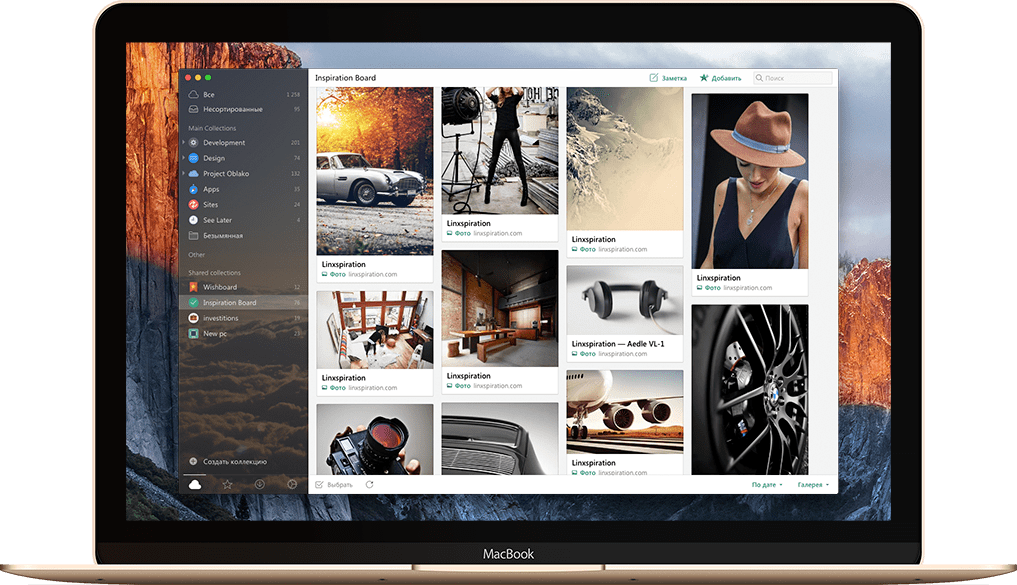 Inspiration Board
Заметка
Добавить
Поиск
Все 1 258
Несортированные 95
Main Collections
Development 201
Design 74
Project Oblako 132
Apps 35
Sites 24
See Later 4
Безымянная
Other
Shared collections
Wishboard 12
Inspiration Board 76
investitions 19
New pc 23
Создать коллекцию
Linxspiration
Фото linxspiration.com
Linxspiration
Фото linxspiration.com
Linxspiration
Фото linxspiration.com
Linxspiration
Фото linxspiration.com
Linxspiration
Фото linxspiration.com
Linxspiration
Фото linxspiration.com
Linxspiration — Aedle VL-1
Фото linxspiration.com
Linxspiration
Фото linxspiration.com
Выбрать
По дате
Галерея
MacBook